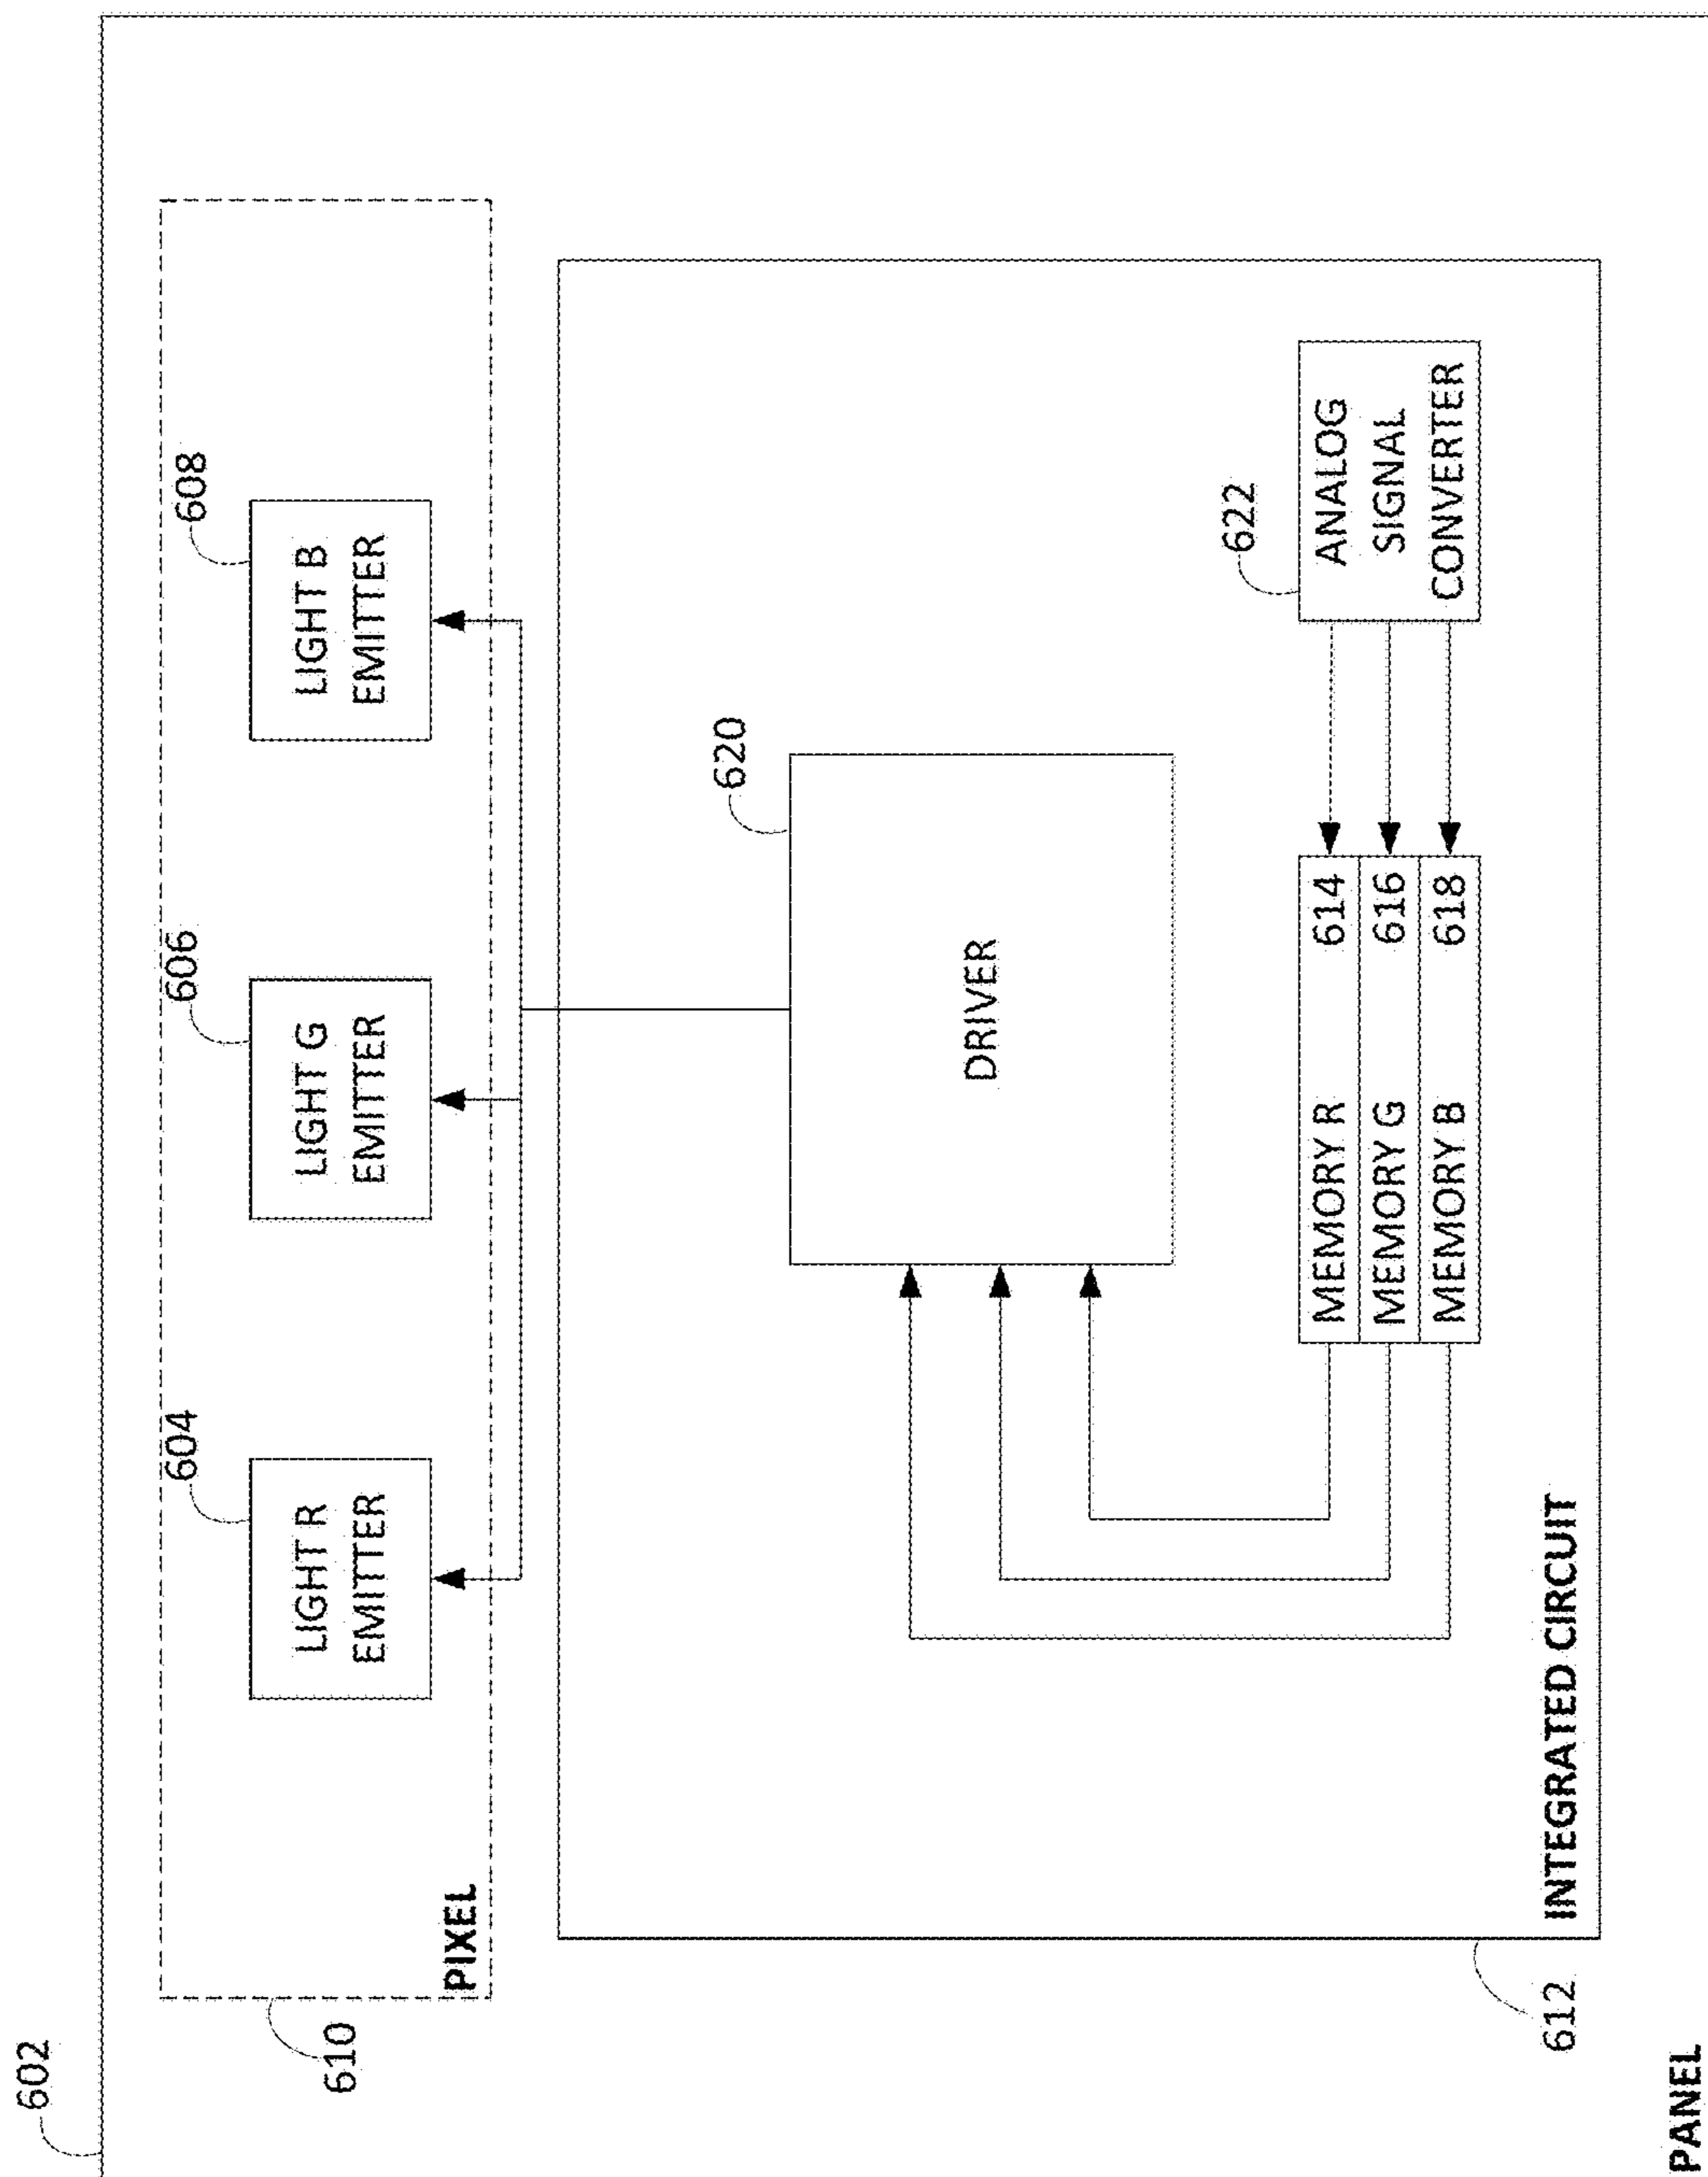 602
604
606
608
LIGHT R
EMITTER
LIGHT G
EMITTER
LIGHT B
EMITTER
PIXEL
610
620
DRIVER
622
MEMORY R 614
MEMORY G 616
MEMORY B 618
ANALOG
SIGNAL
CONVERTER
INTEGRATED CIRCUIT
612
PANEL